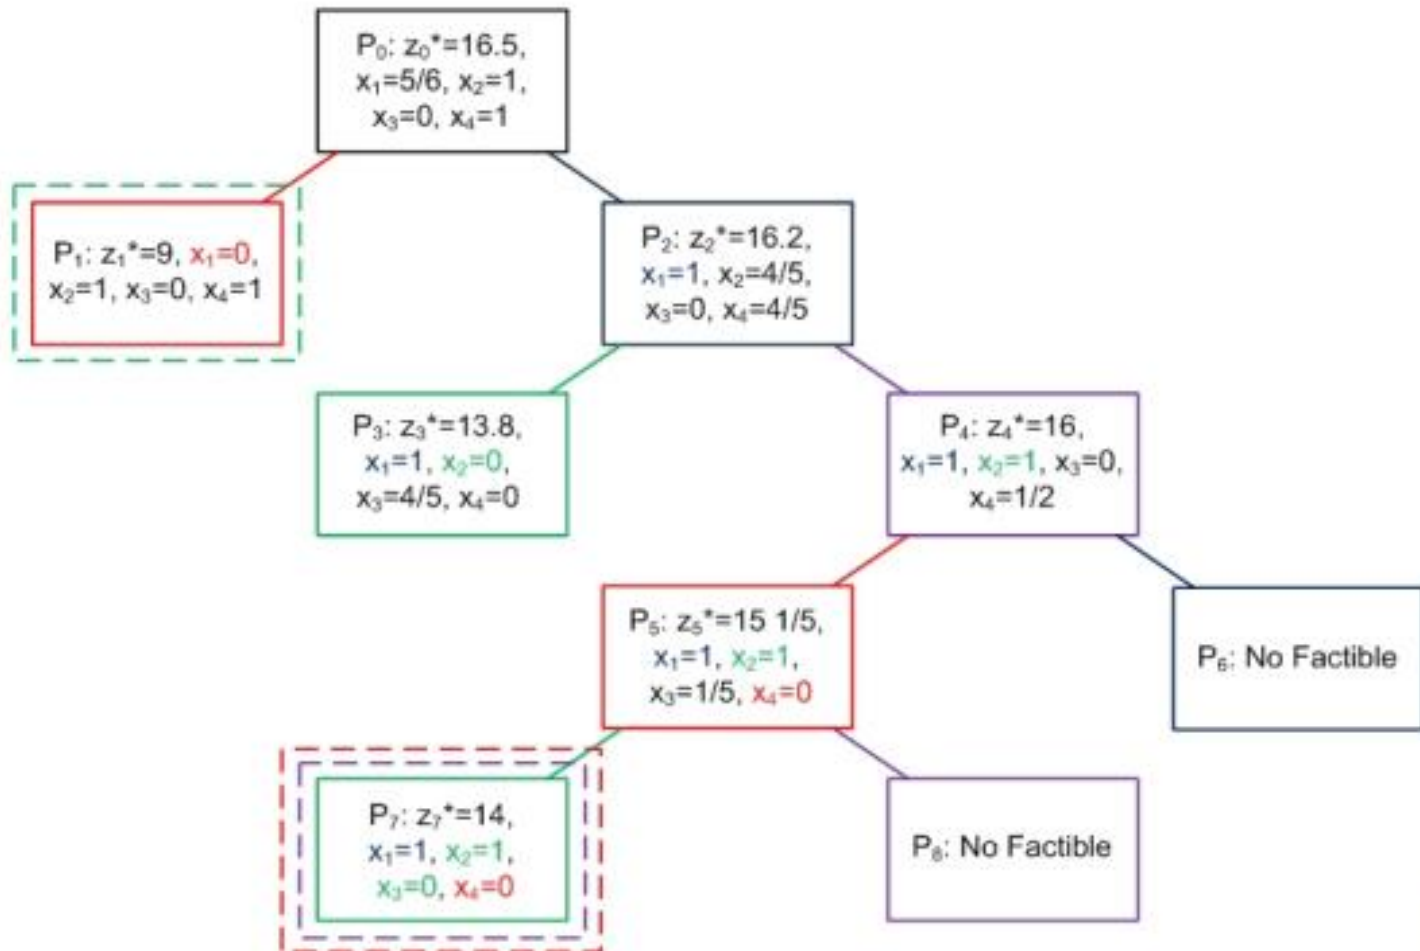 P₀: z₀*=16.5,
x₁=5/6, x₂=1,
x₃=0, x₄=1
P₁: z₁*=9, x₁=0,
x₂=1, x₃=0, x₄=1
P₂: z₂*=16.2,
x₁=1, x₂=4/5,
x₃=0, x₄=4/5
P₃: z₃*=13.8,
x₁=1, x₂=0,
x₃=4/5, x₄=0
P₄: z₄*=16,
x₁=1, x₂=1, x₃=0,
x₄=1/2
P₅: z₅*=15 1/5,
x₁=1, x₂=1,
x₃=1/5, x₄=0
P₆: No Factible
P₇: z₇*=14,
x₁=1, x₂=1,
x₃=0, x₄=0
P₈: No Factible